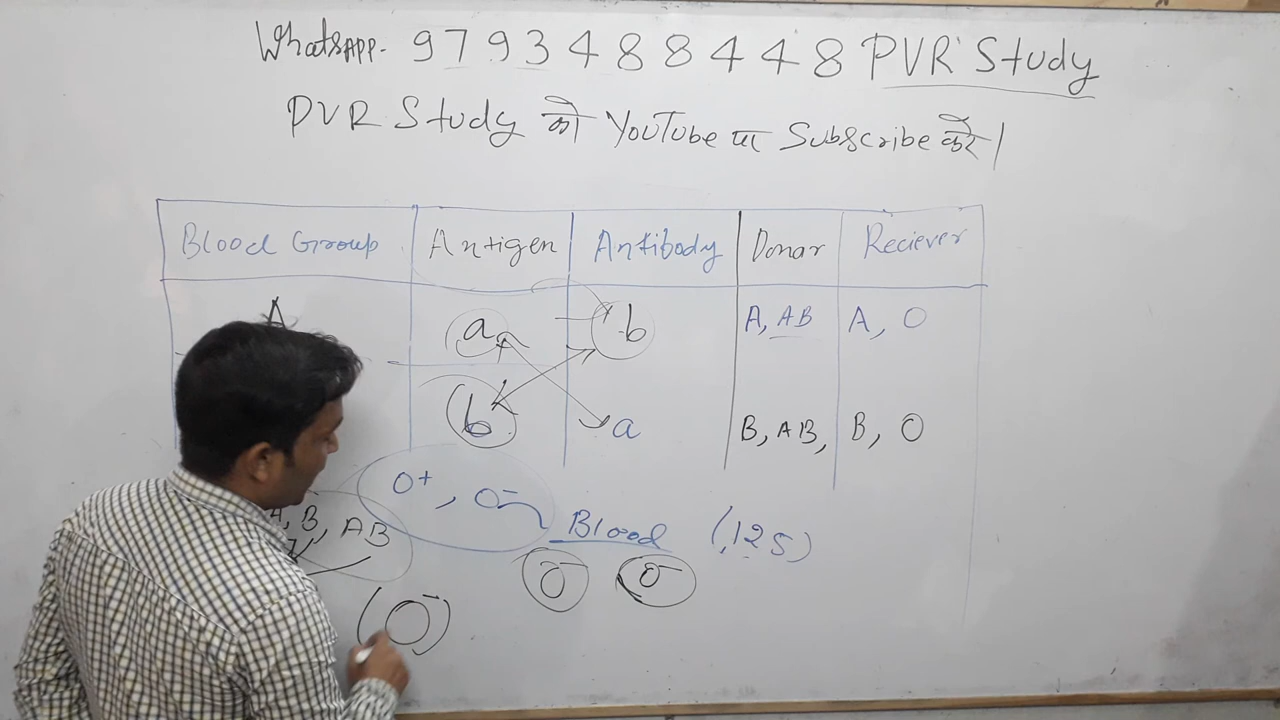 WhatsAPP- 9793488448 PVR Study
PVR Study को YouTube पर Subscribe करें।
Blood Group Antigen Antibody Donar Reciever
A a b A, AB A, O
b a B, AB, B, O
O+, O-
A, B, AB Blood (125)
O- O-
(O-)